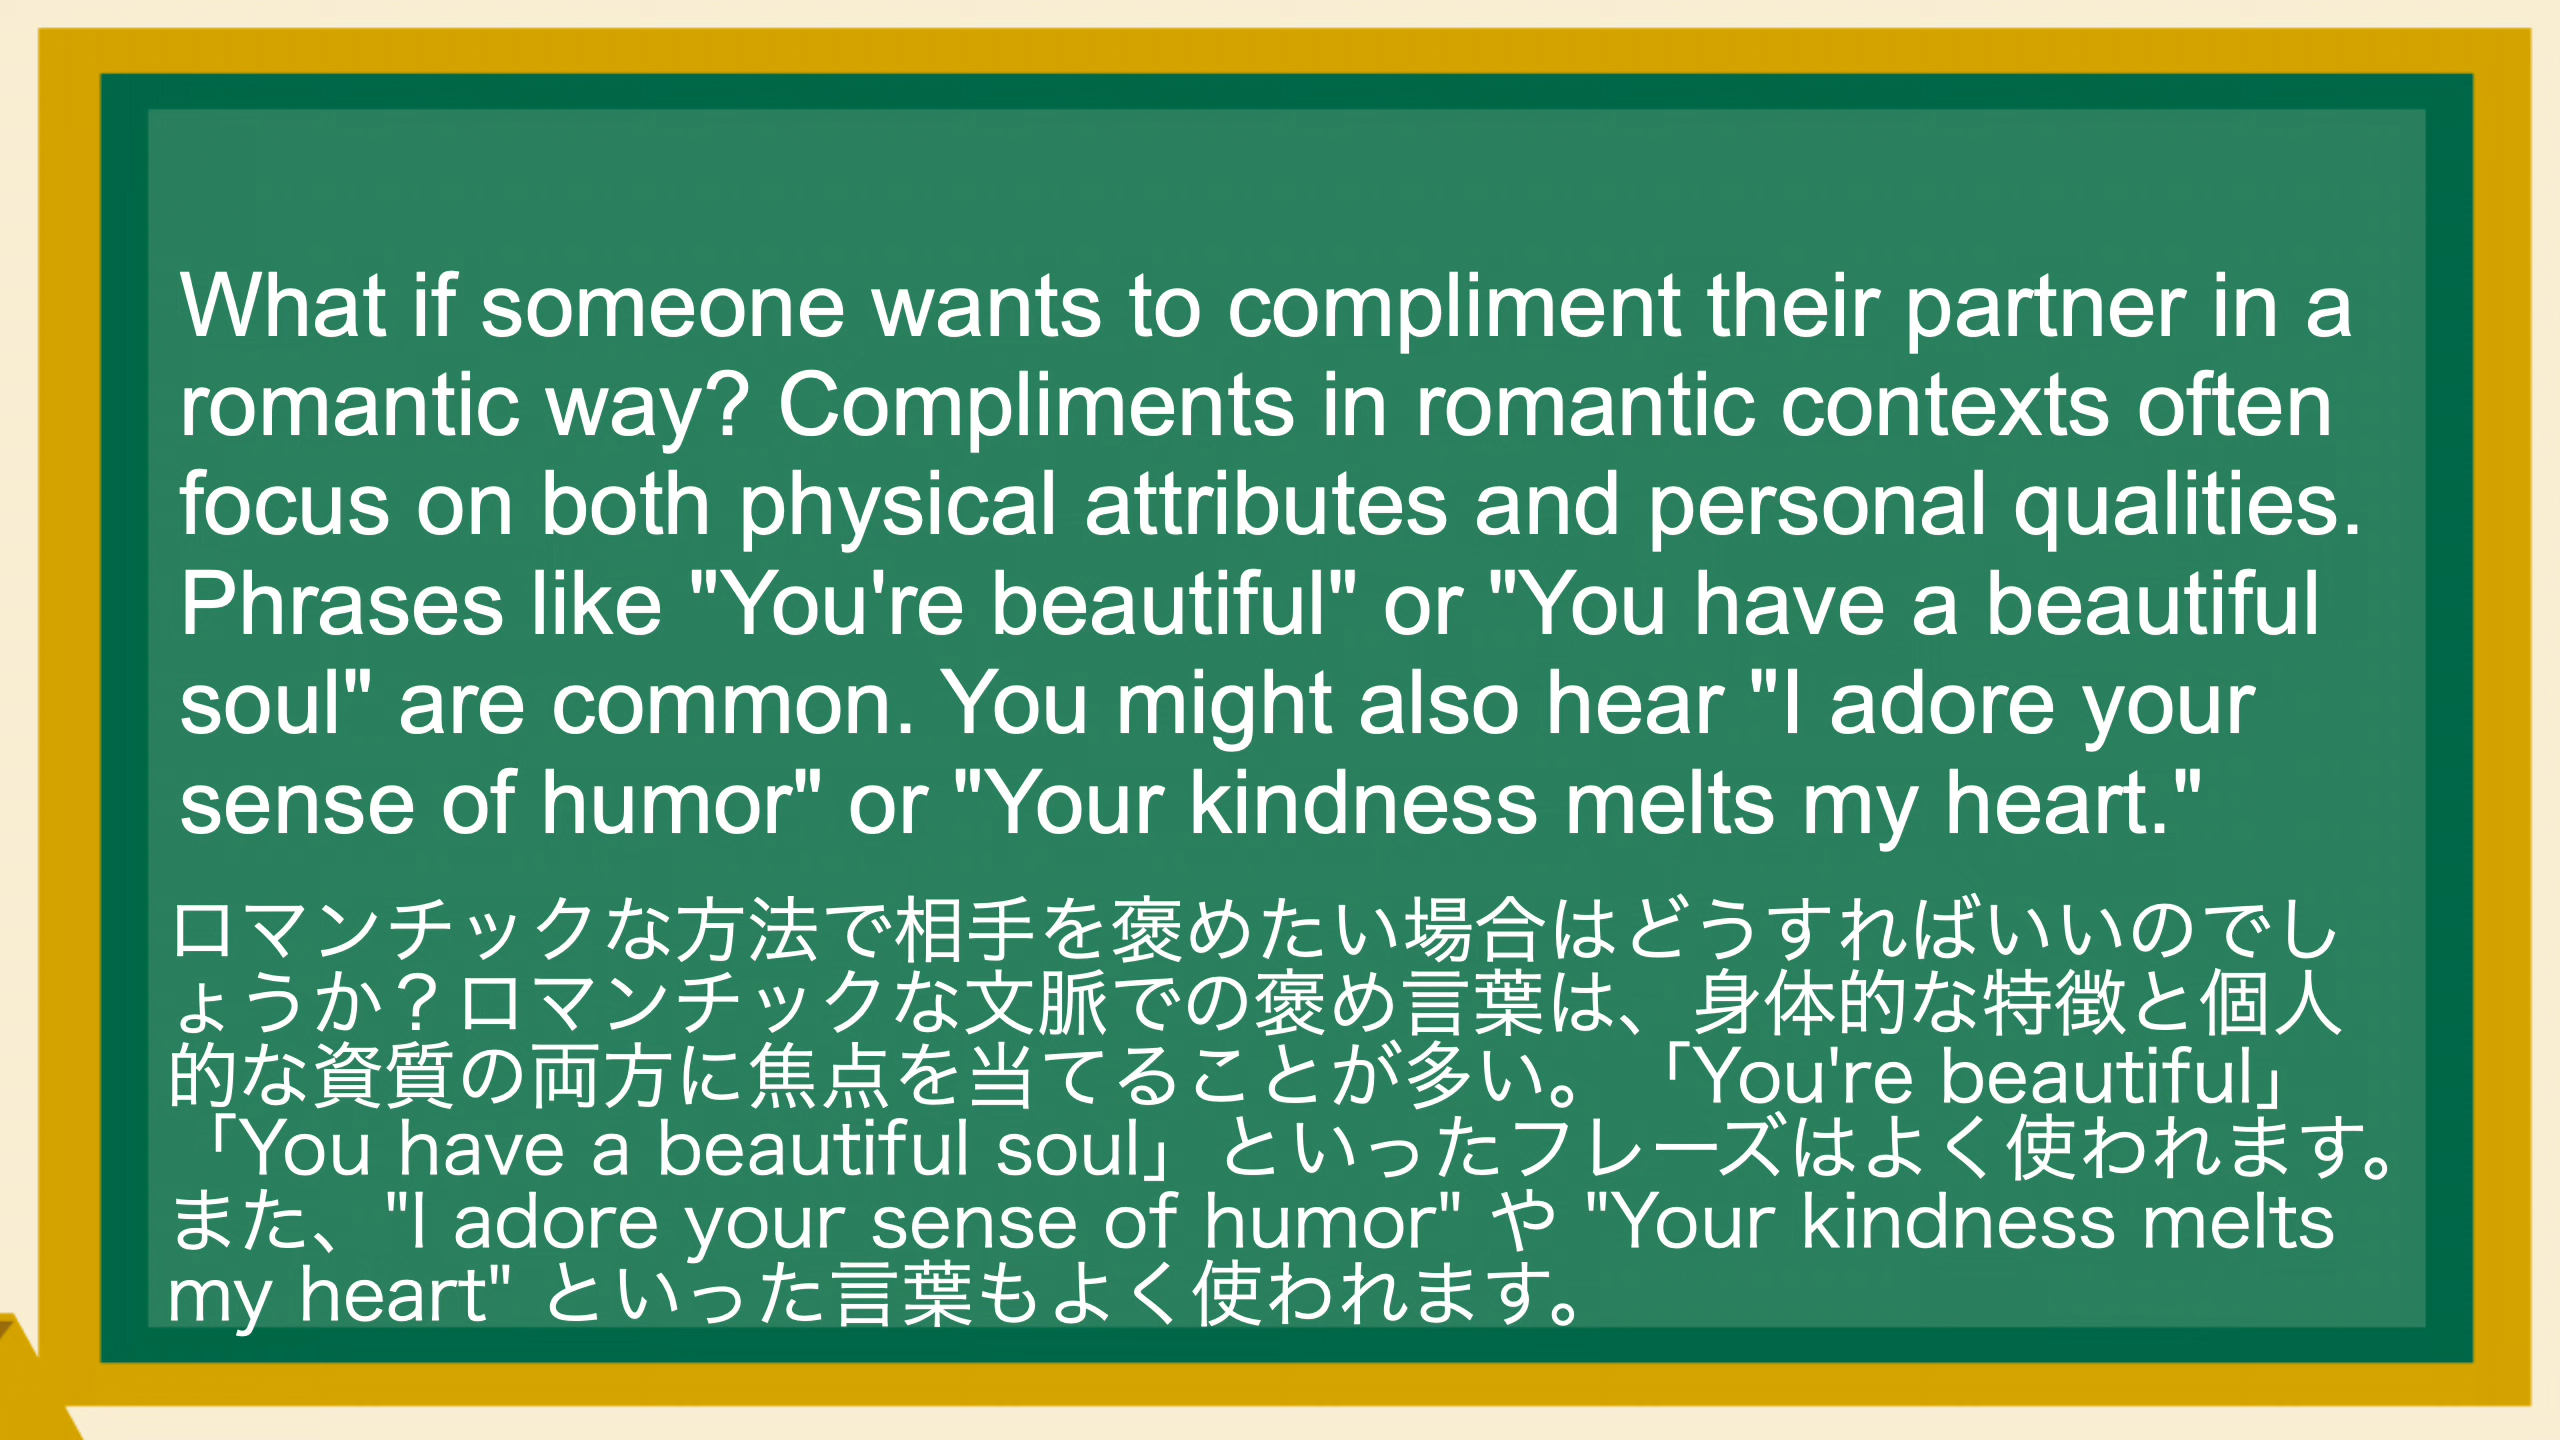 What if someone wants to compliment their partner in a
romantic way? Compliments in romantic contexts often
focus on both physical attributes and personal qualities.
Phrases like "You're beautiful" or "You have a beautiful
soul" are common. You might also hear "I adore your
sense of humor" or "Your kindness melts my heart."
ロマンチックな方法で相手を褒めたい場合はどうすればいいのでし
ょうか？ロマンチックな文脈での褒め言葉は、身体的な特徴と個人
的な資質の両方に焦点を当てることが多い。「You're beautiful」
「You have a beautiful soul」といったフレーズはよく使われます。
また、"I adore your sense of humor" や "Your kindness melts
my heart" といった言葉もよく使われます。